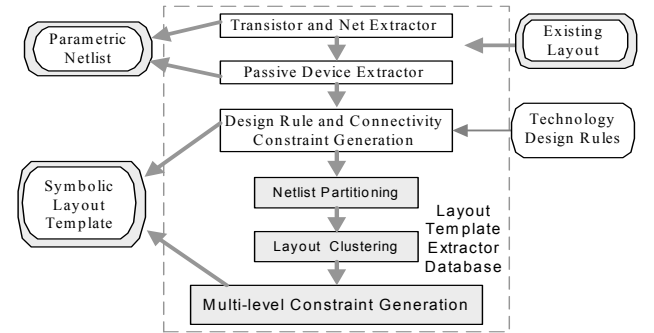 Transistor and Net Extractor
Parametric
Netlist
Existing
Layout
Passive Device Extractor
Design Rule and Connectivity
Constraint Generation
Technology
Design Rules
Symbolic
Layout
Template
Netlist Partitioning
Layout Clustering
Layout
Template
Extractor
Database
Multi-level Constraint Generation